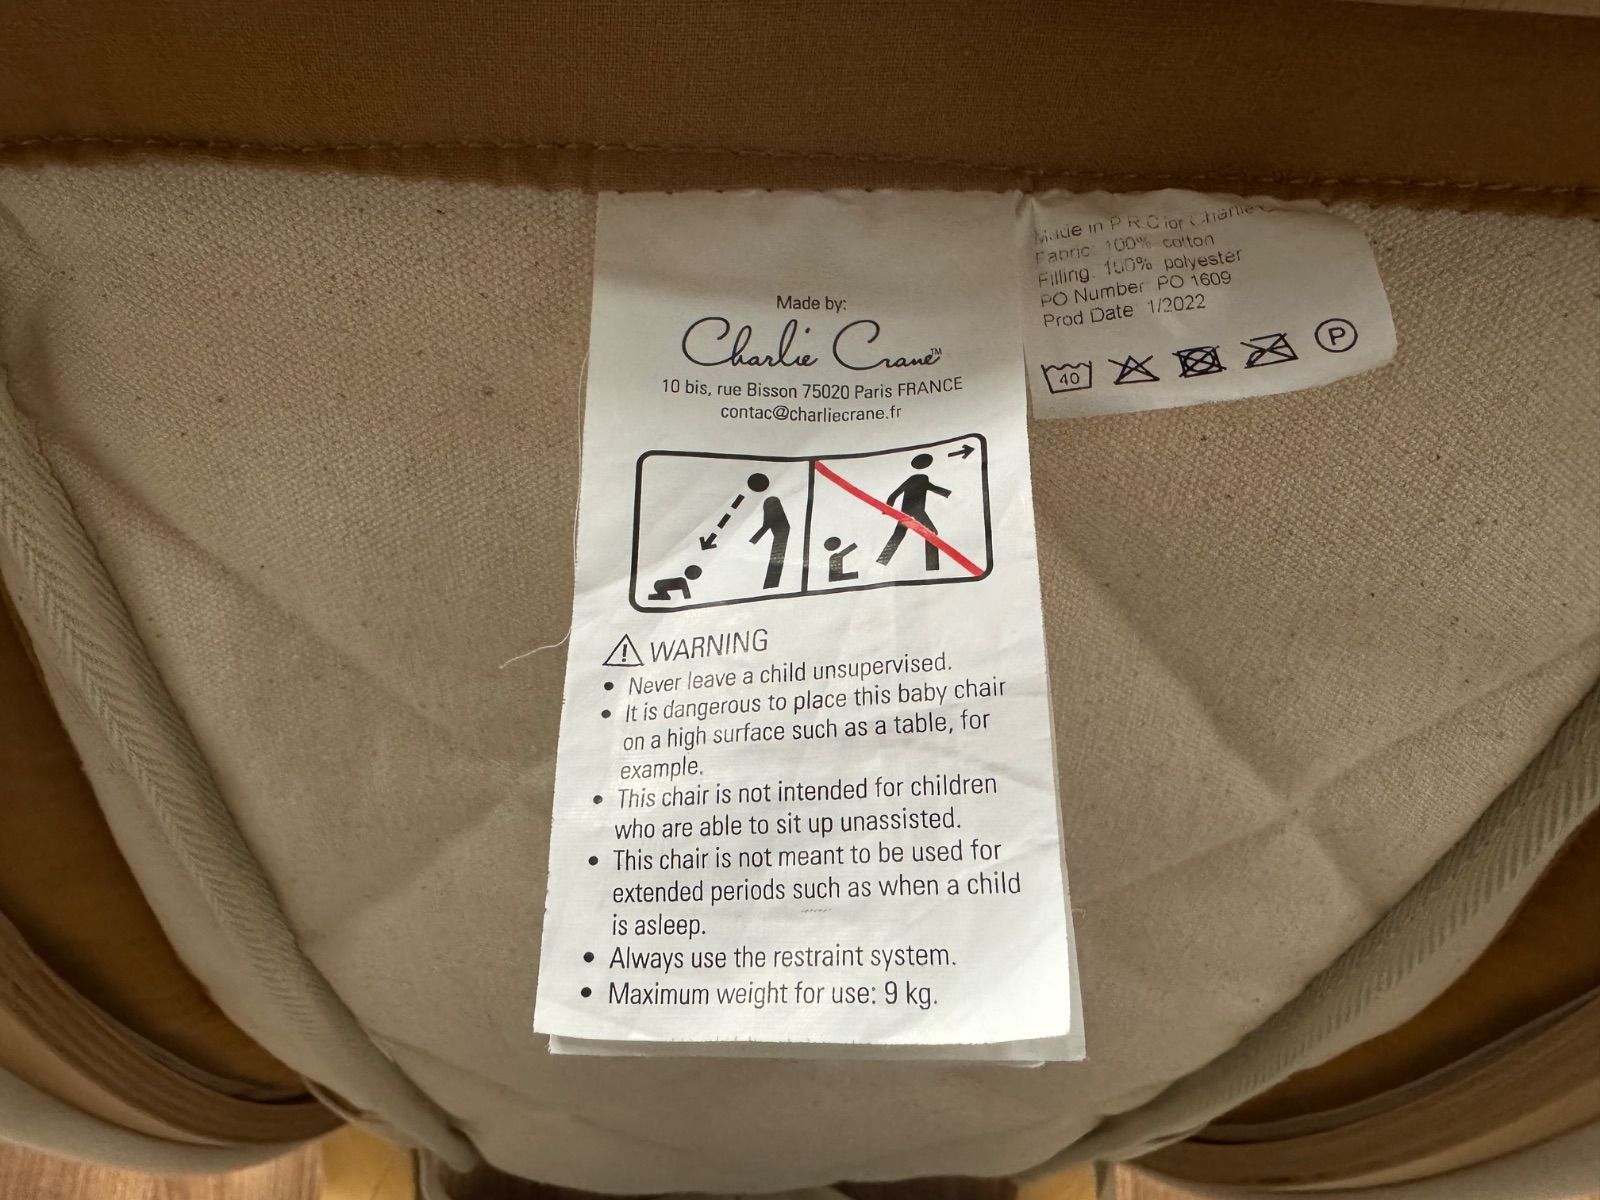 Made by:
Charlie Crane™
10 bis, rue Bisson 75020 Paris FRANCE
contac@charliecrane.fr
⚠ WARNING
• Never leave a child unsupervised.
• It is dangerous to place this baby chair
on a high surface such as a table, for
example.
• This chair is not intended for children
who are able to sit up unassisted.
• This chair is not meant to be used for
extended periods such as when a child
is asleep.
• Always use the restraint system.
• Maximum weight for use: 9 kg.
Made in P.R.C for Charlie
Fabric: 100% cotton
Filling: 100% polyester
PO Number: PO 1609
Prod Date: 1/2022
40
P